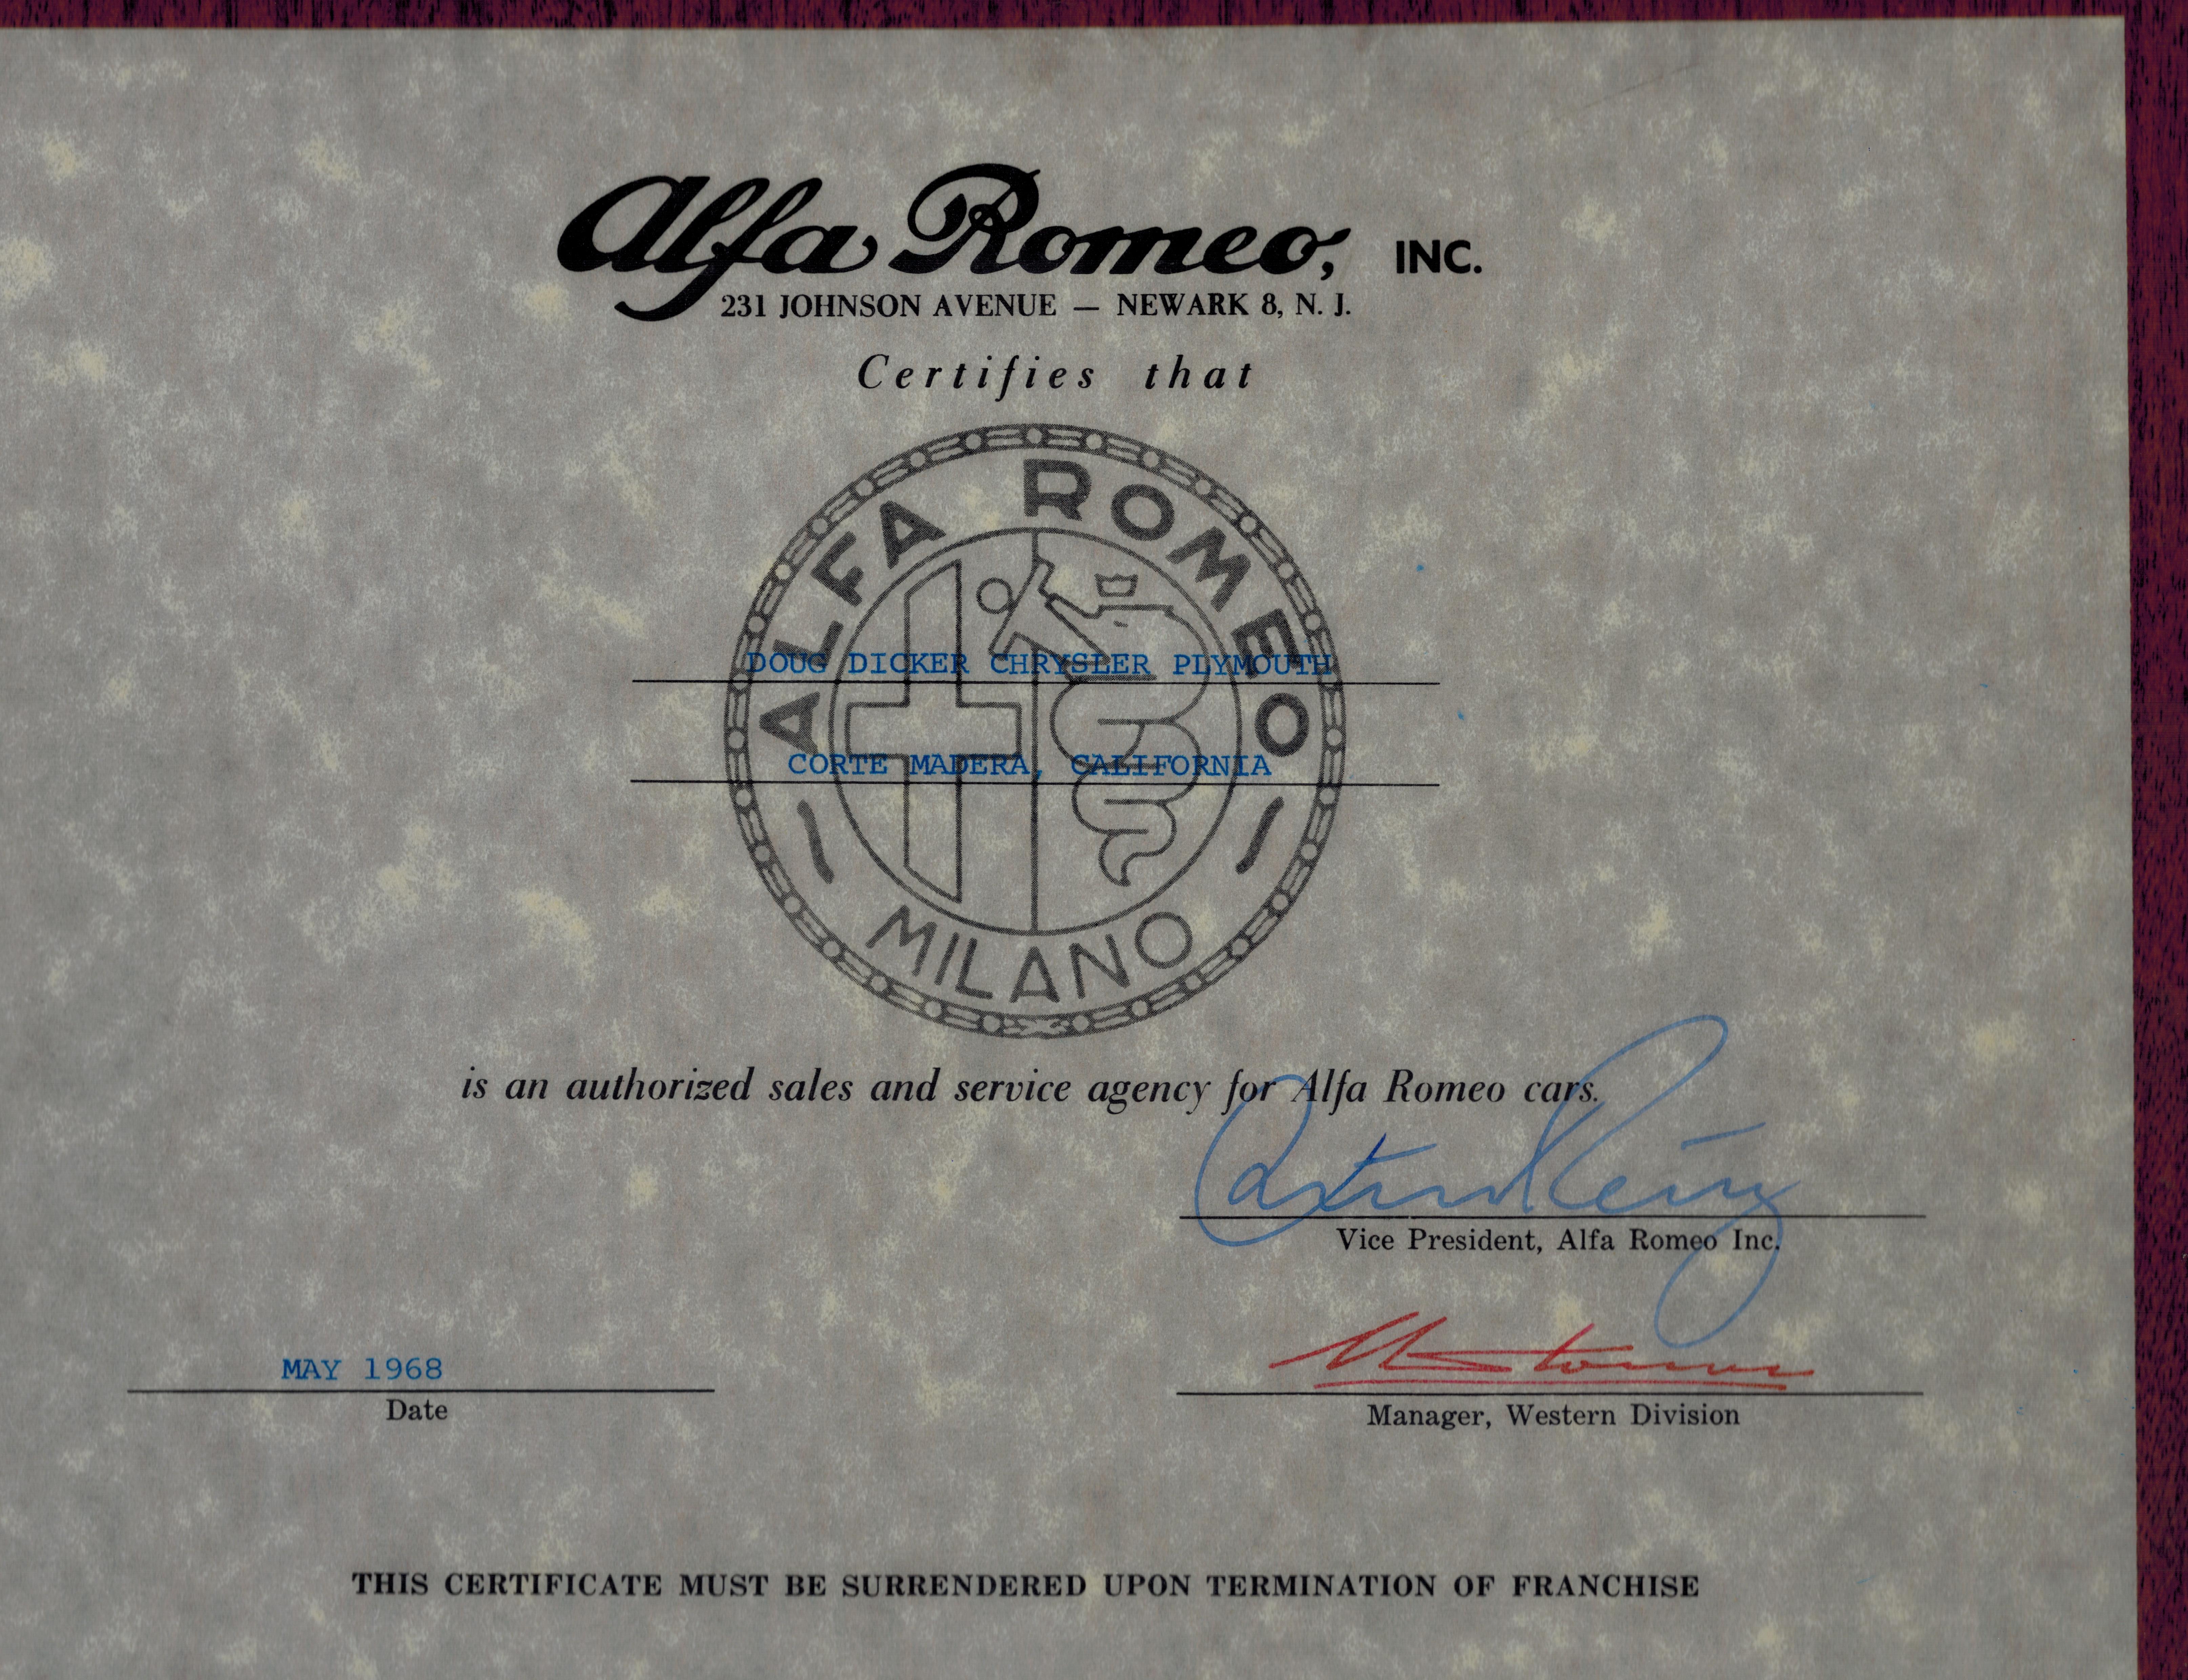 Alfa Romeo, INC.
231 JOHNSON AVENUE — NEWARK 8, N. J.
Certifies that
ALFA ROMEO
DOUG DICKER CHRYSLER PLYMOUTH
CORTE MADERA, CALIFORNIA
MILANO
is an authorized sales and service agency for Alfa Romeo cars.
Vice President, Alfa Romeo Inc.
MAY 1968
Date
Manager, Western Division
THIS CERTIFICATE MUST BE SURRENDERED UPON TERMINATION OF FRANCHISE